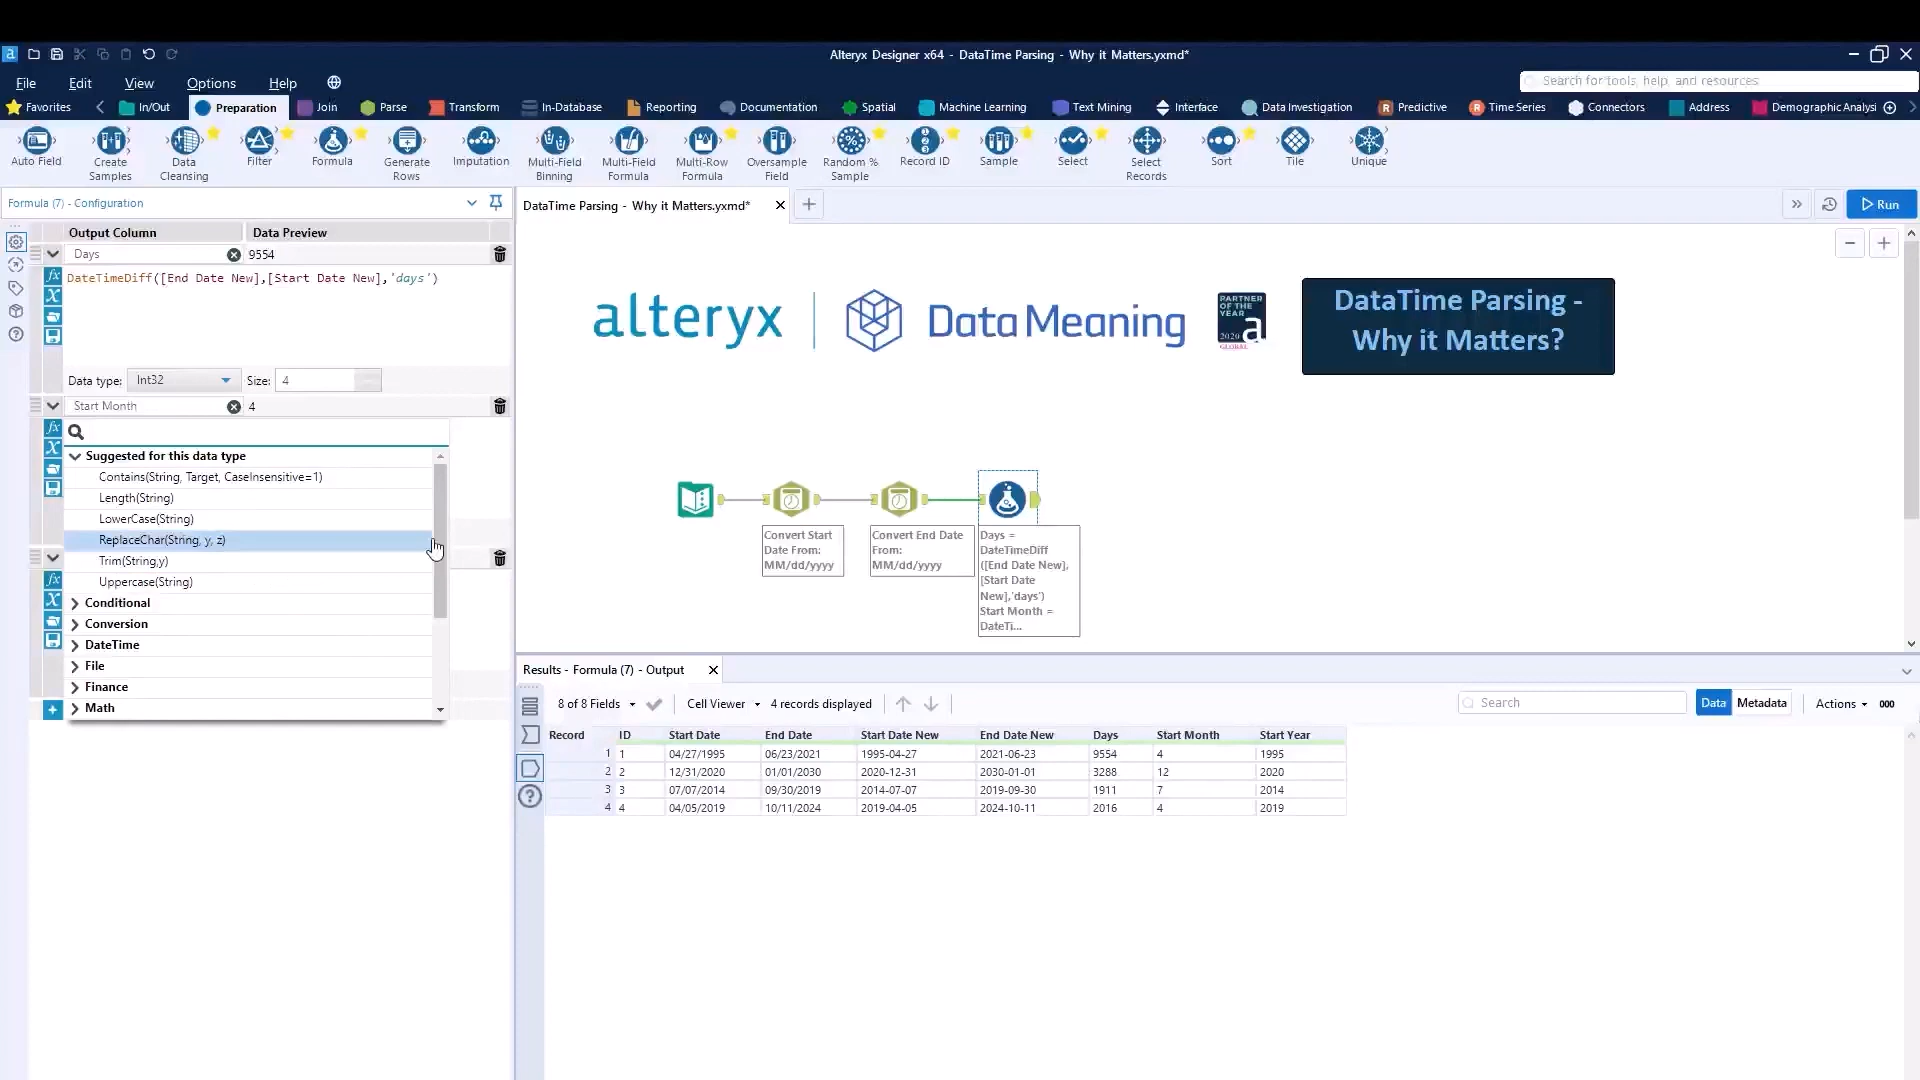 Alteryx Designer x64 - DataTime Parsing - Why it Matters.yxmd*
File Edit View Options Help
Search for tools, help, and resources
Favorites In/Out Preparation Join Parse Transform In-Database Reporting Documentation Spatial Machine Learning Text Mining Interface Data Investigation Predictive Time Series Connectors Address Demographic Analysi
Auto Field Create Samples Data Cleansing Filter Formula Generate Rows Imputation Multi-Field Binning Multi-Field Formula Multi-Row Formula Oversample Field Random % Sample Record ID Sample Select Select Records Sort Tile Unique
Formula (7) - Configuration
Output Column Data Preview
Days 9554
DateTimeDiff([End Date New],[Start Date New],'days')
Data type: Int32 Size: 4
Start Month 4
Suggested for this data type
Contains(String, Target, CaseInsensitive=1)
Length(String)
LowerCase(String)
ReplaceChar(String, y, z)
Trim(String,y)
Uppercase(String)
Conditional
Conversion
DateTime
File
Finance
Math
DataTime Parsing - Why it Matters.yxmd*
Run
alteryx
DataMeaning
PARTNER
OF THE
YEAR
2020
GLOBAL
DataTime Parsing -
Why it Matters?
Convert Start
Date From:
MM/dd/yyyy
Convert End Date
From:
MM/dd/yyyy
Days =
DateTimeDiff
([End Date New],
[Start Date
New],'days')
Start Month =
DateTi...
Results - Formula (7) - Output
8 of 8 Fields Cell Viewer 4 records displayed Search Data Metadata Actions 000
Record ID Start Date End Date Start Date New End Date New Days Start Month Start Year
1 1 04/27/1995 06/23/2021 1995-04-27 2021-06-23 9554 4 1995
2 2 12/31/2020 01/01/2030 2020-12-31 2030-01-01 3288 12 2020
3 3 07/07/2014 09/30/2019 2014-07-07 2019-09-30 1911 7 2014
4 4 04/05/2019 10/11/2024 2019-04-05 2024-10-11 2016 4 2019